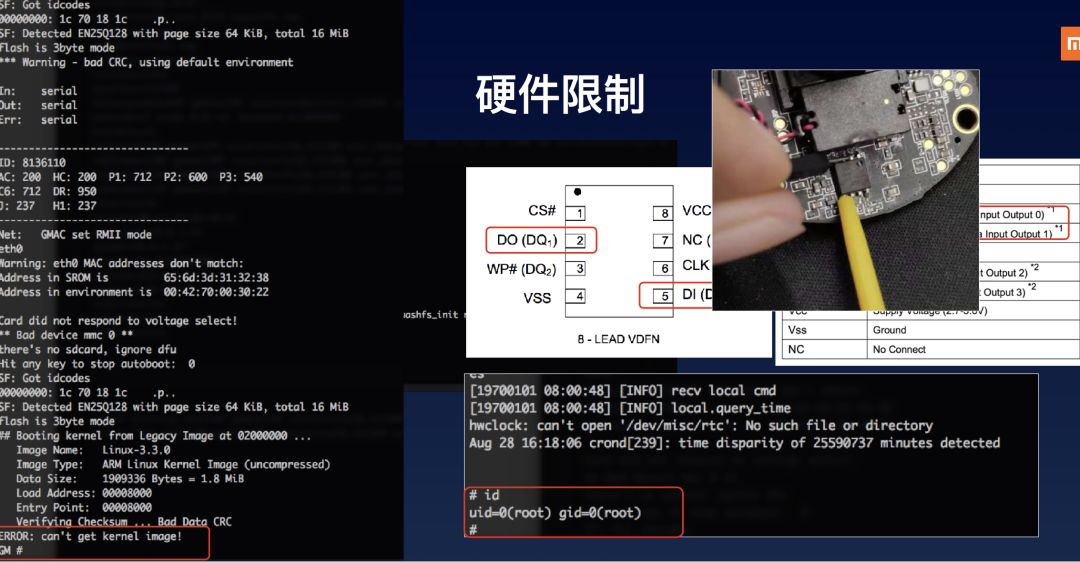 SF: Got idcodes
00000000: 1c 70 18 1c    .p..
SF: Detected EN25Q128 with page size 64 KiB, total 16 MiB
flash is 3byte mode
*** Warning - bad CRC, using default environment
In:    serial
Out:   serial
Err:   serial
-------------------------------
ID: 8136110
AC: 200  HC: 200  P1: 712  P2: 600  P3: 540
C6: 712  DR: 950
J: 237  H1: 237
-------------------------------
Net:   GMAC set RMII mode
eth0
Warning: eth0 MAC addresses don't match:
Address in SROM is         65:6d:3d:31:32:38
Address in environment is  00:42:70:00:30:22
Card did not respond to voltage select!
** Bad device mmc 0 **
there's no sdcard, ignore dfu
Hit any key to stop autoboot:  0
SF: Got idcodes
00000000: 1c 70 18 1c    .p..
SF: Detected EN25Q128 with page size 64 KiB, total 16 MiB
flash is 3byte mode
## Booting kernel from Legacy Image at 02000000 ...
Image Name:   Linux-3.3.0
Image Type:   ARM Linux Kernel Image (uncompressed)
Data Size:    1909336 Bytes = 1.8 MiB
Load Address: 00008000
Entry Point:  00008000
Verifying Checksum ... Bad Data CRC
ERROR: can't get kernel image!
GM #
硬件限制
CS# 1 8 VCC
DO (DQ1) 2 7 NC (
WP# (DQ2) 3 6 CLK
VSS 4 5 DI (D
8 - LEAD VDFN
nput Output 0) *1
a Input Output 1) *1
t Output 2) *2
t Output 3) *2
Vcc Supply Voltage (2.7-3.6V)
Vss Ground
NC No Connect
ashfs_init
es
[19700101 08:00:48] [INFO] recv local cmd
[19700101 08:00:48] [INFO] local.query_time
hwclock: can't open '/dev/misc/rtc': No such file or directory
Aug 28 16:18:06 crond[239]: time disparity of 25590737 minutes detected
# id
uid=0(root) gid=0(root)
#